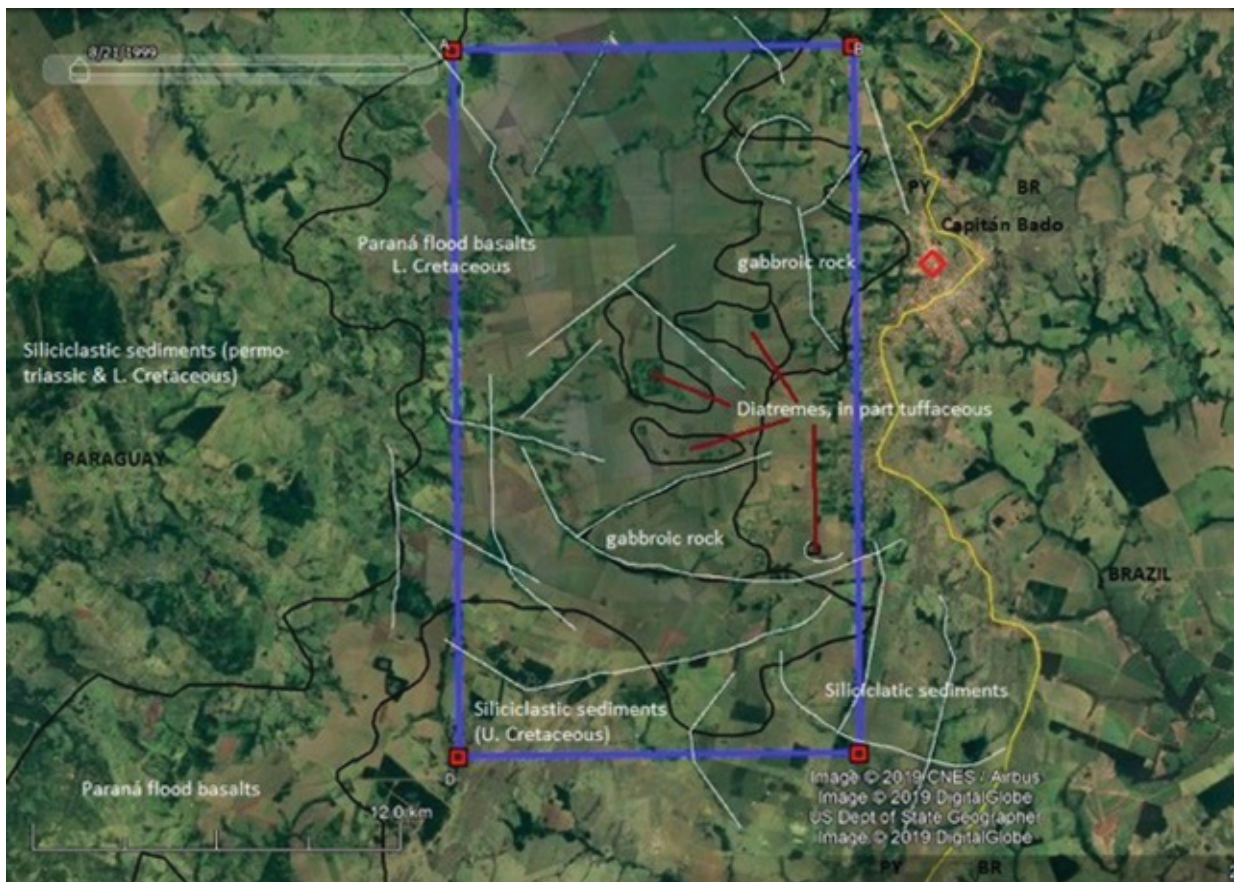 8/21/1999
A
B
PY BR
Capitán Bado
Paraná flood basalts
L. Cretaceous
gabbroic rock
Siliciclastic sediments (permo-
triassic & L. Cretaceous)
Diatremes, in part tuffaceous
PARAGUAY
gabbroic rock
BRAZIL
Siliciclatic sediments
Siliciclastic sediments
(U. Cretaceous)
D
Paraná flood basalts
12.0 km
Image © 2019 CNES / Airbus
Image © 2019 DigitalGlobe
US Dept of State Geographer
Image © 2019 DigitalGlobe
PY BR